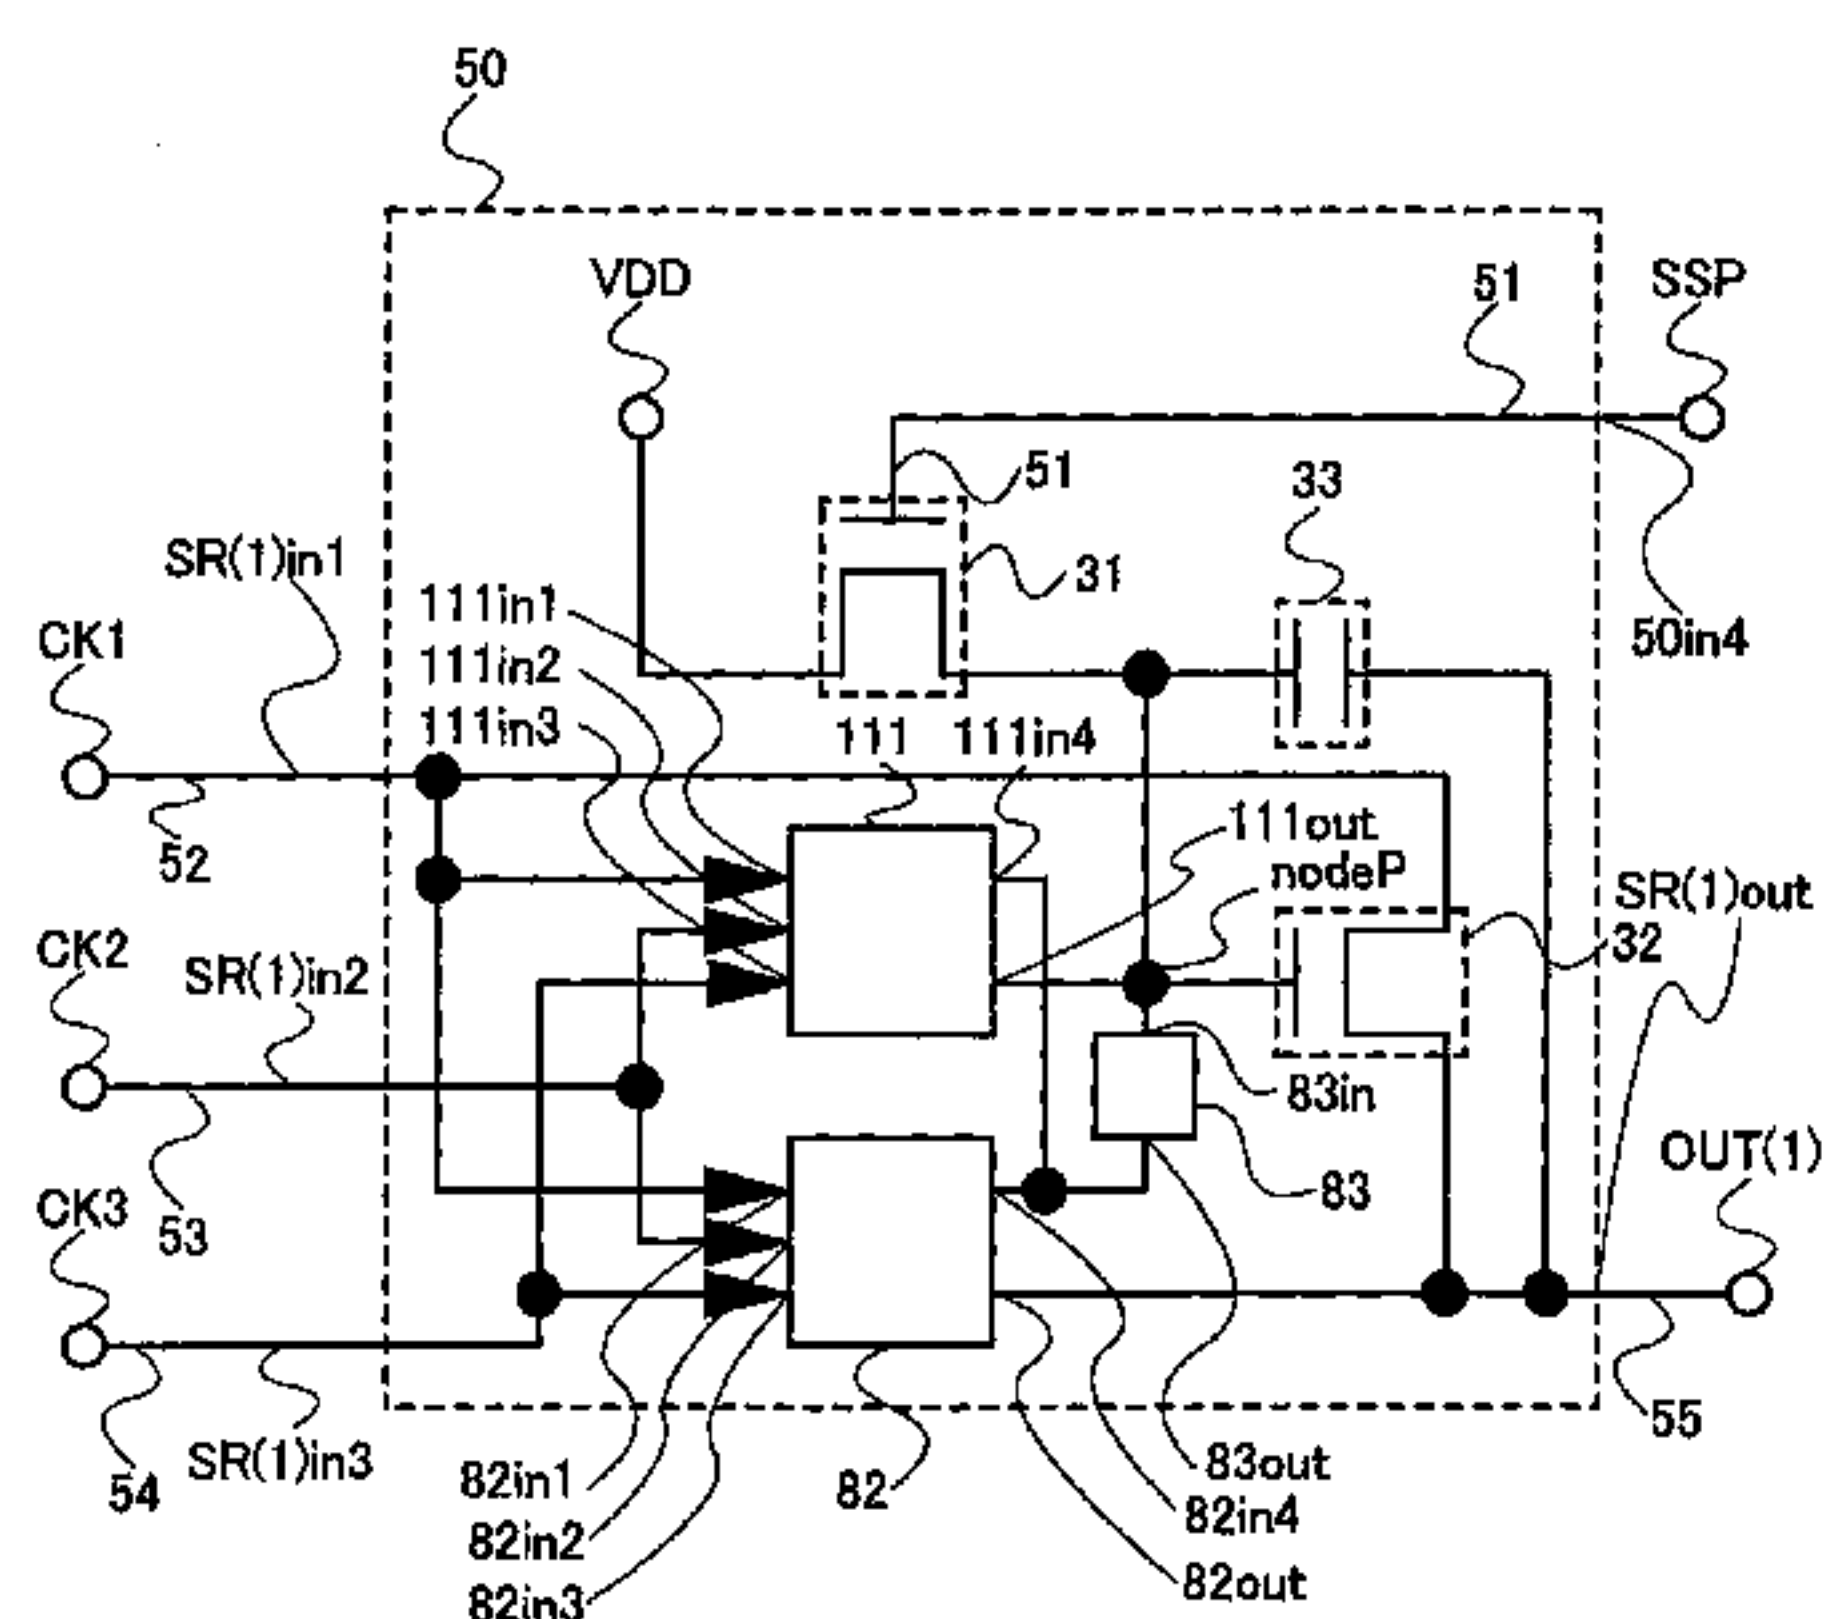 50
VDD
51
SSP
51
33
SR(1)in1
31
111in1
50in4
CK1
111in2
111in3
111
111in4
111out
52
nodeP
SR(1)out
CK2
32
SR(1)in2
83in
OUT(1)
83
CK3
53
55
SR(1)in3
83out
54
82in1
82
82in4
82in2
82out
82in3